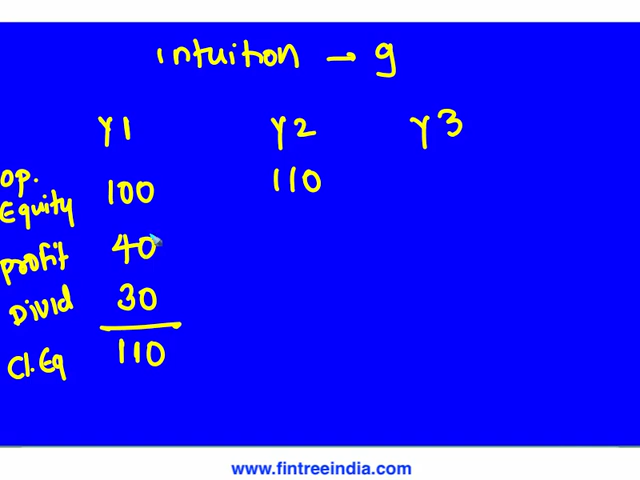 intuition → g
Y1 Y2 Y3
Op. Equity 100 110
Profit 40
Divid 30
Cl. Eq 110
www.fintreeindia.com